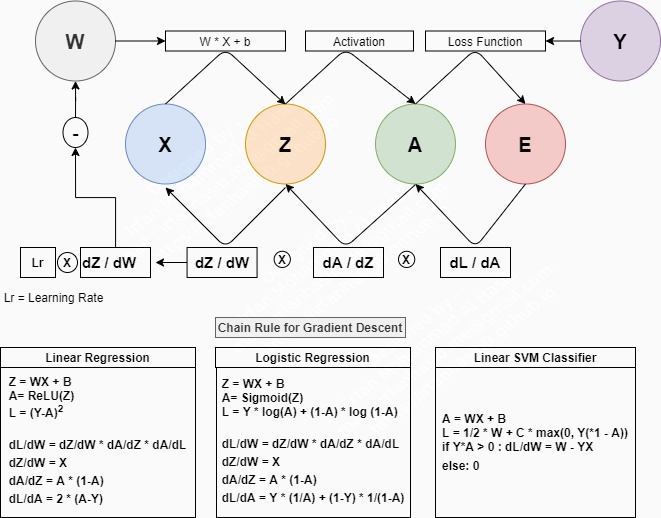 W
W * X + b
Activation
Loss Function
Y
X
Z
A
E
-
Lr
X
dZ / dW
dZ / dW
X
dA / dZ
X
dL / dA
Lr = Learning Rate
Chain Rule for Gradient Descent
Linear Regression
Z = WX + B
A= ReLU(Z)
L = (Y-A)²
dL/dW = dZ/dW * dA/dZ * dA/dL
dZ/dW = X
dA/dZ = A * (1-A)
dL/dA = 2 * (A-Y)
Logistic Regression
Z = WX + B
A= Sigmoid(Z)
L = Y * log(A) + (1-A) * log (1-A)
dL/dW = dZ/dW * dA/dZ * dA/dL
dZ/dW = X
dA/dZ = A * (1-A)
dL/dA = Y * (1/A) + (1-Y) * 1/(1-A)
Linear SVM Classifier
A = WX + B
L = 1/2 * W + C * max(0, Y(*1 - A))
if Y*A > 0 : dL/dW = W - YX
else: 0